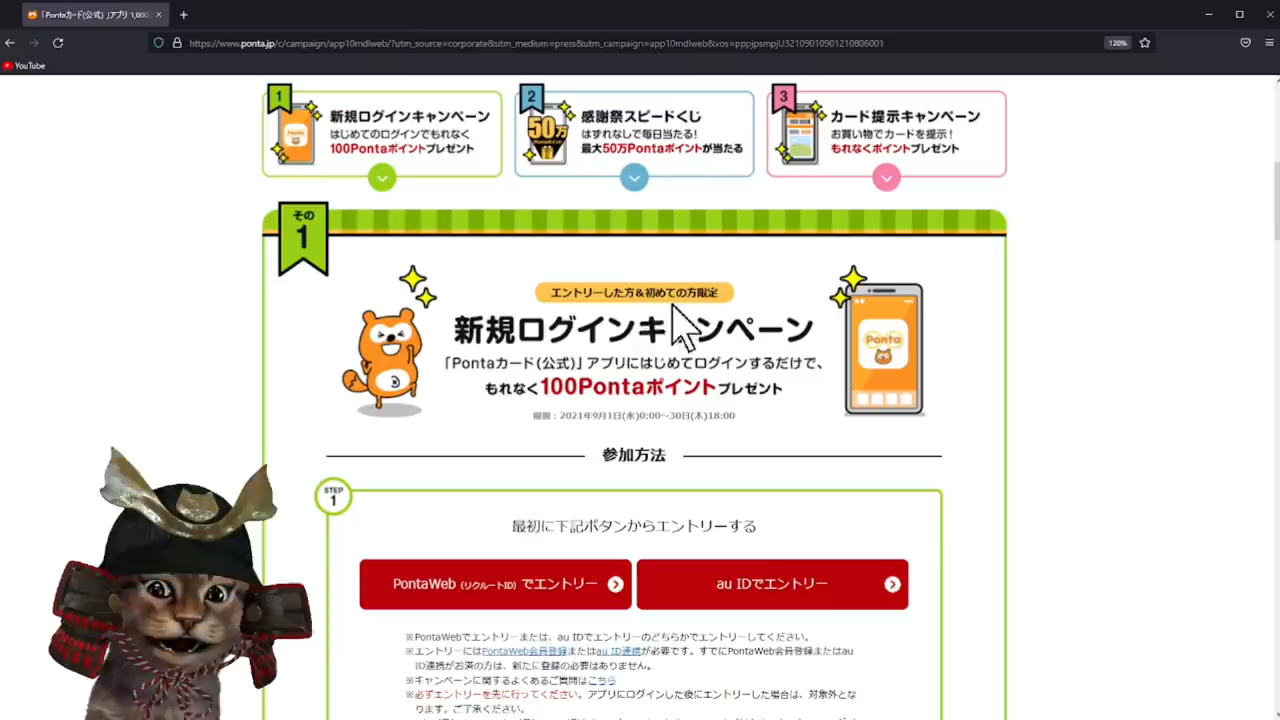 「Pontaカード(公式) 」アプリ 1,000
https://www.ponta.jp/c/campaign/app10mdlweb/?utm_source=corporate&utm_medium=press&utm_campaign=app10mdlweb&vos=pppjpsmpjU32109010901210806001
120%
YouTube
1
新規ログインキャンペーン
はじめてのログインでもれなく
100Pontaポイントプレゼント
2
50万
感謝祭スピードくじ
はずれなしで毎日当たる!
最大50万Pontaポイントが当たる
3
カード提示キャンペーン
お買い物でカードを提示!
もれなくポイントプレゼント
その
1
エントリーした方&初めての方限定
新規ログインキャンペーン
「Pontaカード(公式)」アプリにはじめてログインするだけで、
もれなく100Pontaポイントプレゼント
期間：2021年9月1日(水)0:00～30日(木)18:00
Ponta
参加方法
STEP
1
最初に下記ボタンからエントリーする
PontaWeb (リクルートID) でエントリー
au IDでエントリー
※PontaWebでエントリーまたは、au IDでエントリーのどちらかでエントリーしてください。
※エントリーにはPontaWeb会員登録またはau ID連携が必要です。すでにPontaWeb会員登録またはau
ID連携がお済の方は、新たに登録の必要はありません。
※キャンペーンに関するよくあるご質問はこちら
※必ずエントリーを先に行ってください。アプリにログインした後にエントリーした場合は、対象外とな
ります。ご了承ください。